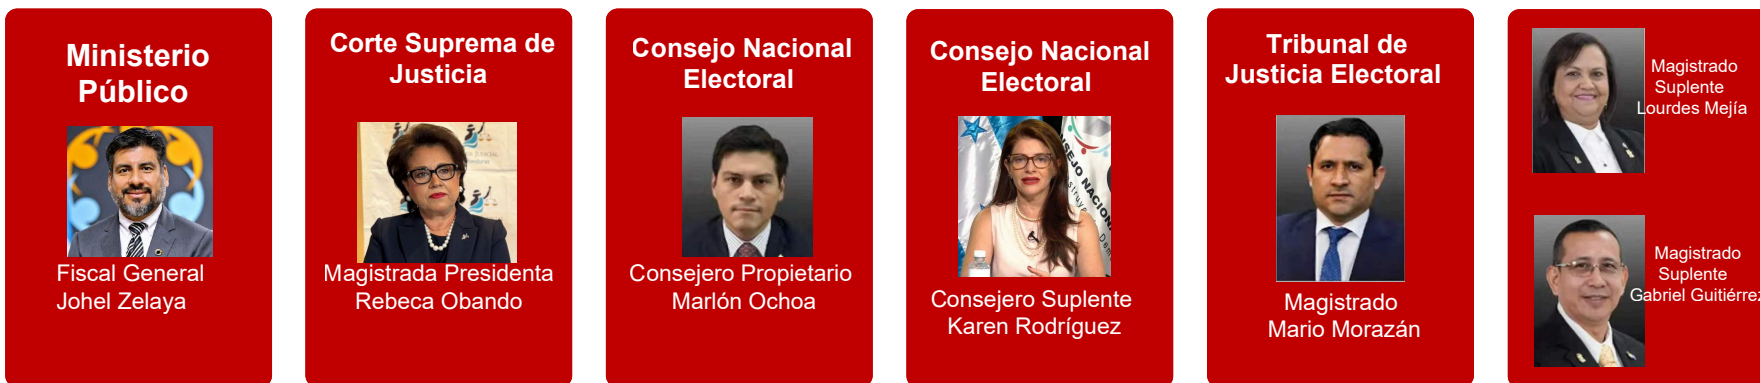 Ministerio
Público
Fiscal General
Johel Zelaya
Corte Suprema de
Justicia
JUDICIAL
Magistrada Presidenta
Rebeca Obando
Consejo Nacional
Electoral
Consejero Propietario
Marlón Ochoa
Consejo Nacional
Electoral
NACIONAL
Consejero Suplente
Karen Rodríguez
Tribunal de
Justicia Electoral
Magistrado
Mario Morazán
Magistrado
Suplente
Lourdes Mejía
Magistrado
Suplente
Gabriel Guitiérrez